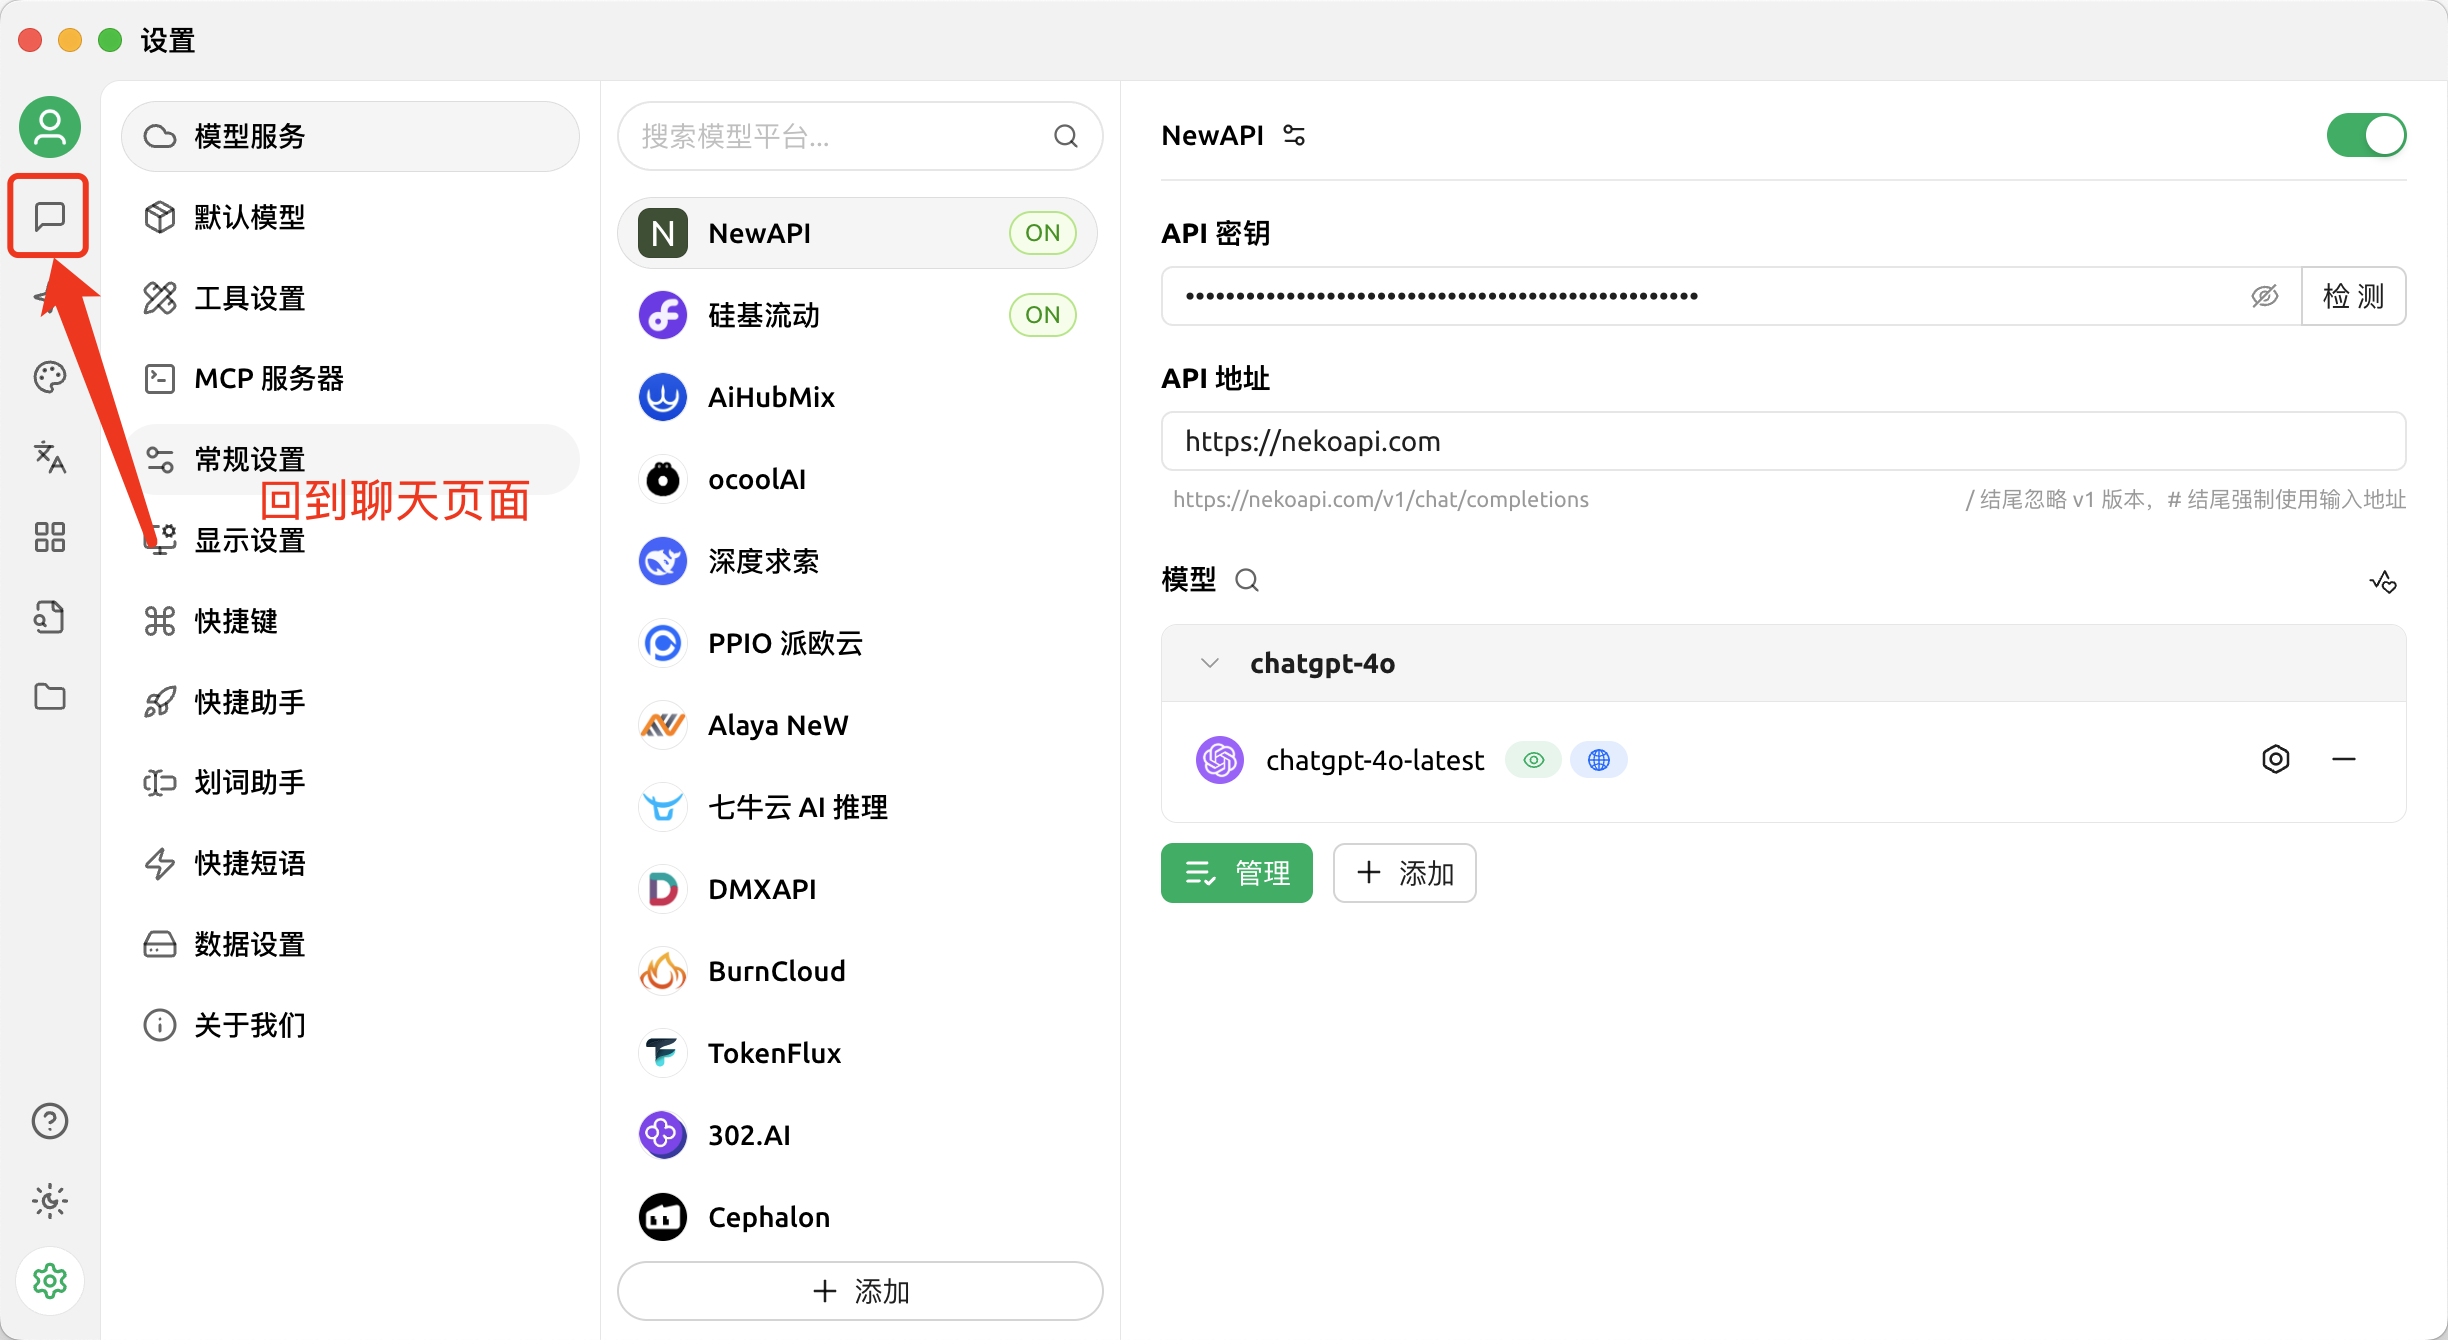 设置
模型服务
默认模型
工具设置
MCP 服务器
常规设置
回到聊天页面
显示设置
快捷键
快捷助手
划词助手
快捷短语
数据设置
关于我们
搜索模型平台...
N NewAPI ON
硅基流动 ON
AiHubMix
ocoolAI
深度求索
PPIO 派欧云
Alaya NeW
七牛云 AI 推理
DMXAPI
BurnCloud
TokenFlux
302.AI
Cephalon
+ 添加
NewAPI
API 密钥
•••••••••••••••••••••••••••••••••••••••••••••••••••
检 测
API 地址
https://nekoapi.com
https://nekoapi.com/v1/chat/completions
/ 结尾忽略 v1 版本，# 结尾强制使用输入地址
模型
chatgpt-4o
chatgpt-4o-latest
管理
+ 添加